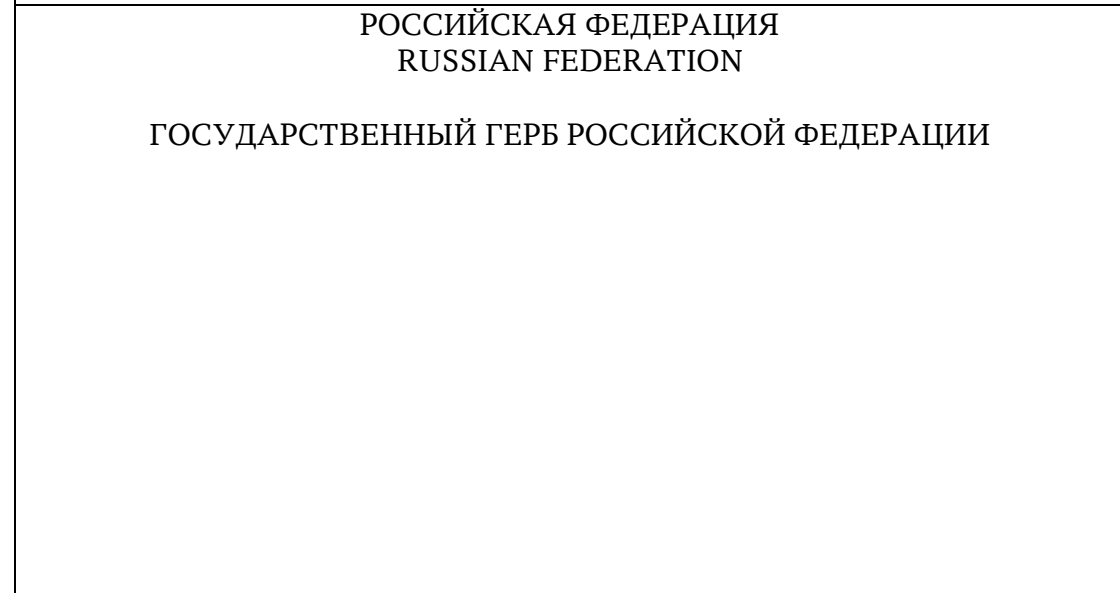 РОССИЙСКАЯ ФЕДЕРАЦИЯ
RUSSIAN FEDERATION
ГОСУДАРСТВЕННЫЙ ГЕРБ РОССИЙСКОЙ ФЕДЕРАЦИИ